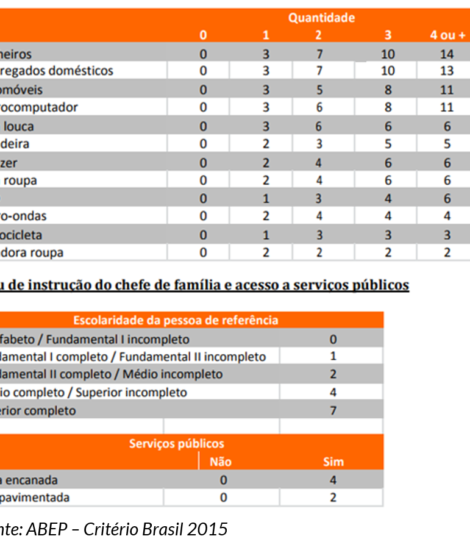 Quantidade
0 1 2 3 4 ou +
heiros 0 3 7 10 14
regados domésticos 0 3 7 10 13
omóveis 0 3 5 8 11
rocomputador 0 3 6 8 11
louca 0 3 6 6 6
deira 0 2 3 5 5
zer 0 2 4 6 6
roupa 0 2 4 6 6
0 1 3 4 6
o-ondas 0 2 4 4 4
ocicleta 0 1 3 3 3
dora roupa 0 2 2 2 2
u de instrução do chefe de família e acesso a serviços públicos
Escolaridade da pessoa de referência
fabeto / Fundamental I incompleto 0
damental I completo / Fundamental II incompleto 1
damental II completo / Médio incompleto 2
io completo / Superior incompleto 4
erior completo 7
Serviços públicos
Não Sim
a encanada 0 4
pavimentada 0 2
nte: ABEP – Critério Brasil 2015